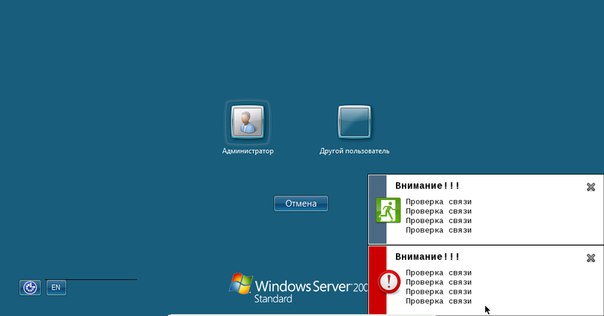 Администратор
Другой пользователь
Отмена
Внимание!!!
Проверка связи
Проверка связи
Проверка связи
Проверка связи
Внимание!!!
Проверка связи
Проверка связи
Проверка связи
Проверка связи
EN
Windows Server 200
Standard